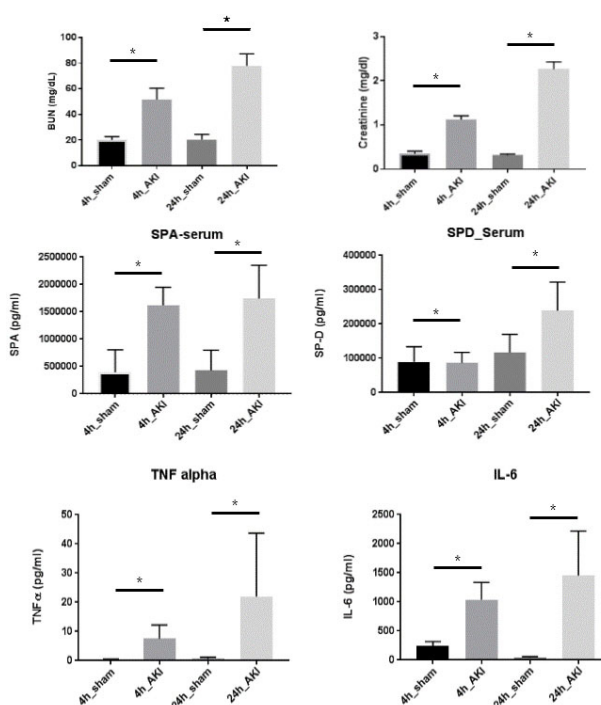 *
*
BUN (mg/dL)
100
80
60
40
20
0
4h_sham
4h_AKI
24h_sham
24h_AKI
*
*
Creatinine (mg/dl)
3
2
1
0
4h_sham
4h_AKI
24h_sham
24h_AKI
SPA-serum
*
*
SPA (pg/ml)
2500000
2000000
1500000
1000000
500000
0
4h_sham
4h_AKI
24h_sham
24h_AKI
SPD_Serum
*
*
SP-D (pg/ml)
400000
300000
200000
100000
0
4h_sham
4h_AKI
24h_sham
24h_AKI
TNF alpha
*
*
TNFα (pg/ml)
50
40
30
20
10
0
4h_sham
4h_AKI
24h_sham
24h_AKI
IL-6
*
*
IL-6 (pg/ml)
2500
2000
1500
1000
500
0
4h_sham
4h_AKI
24h_sham
24h_AKI